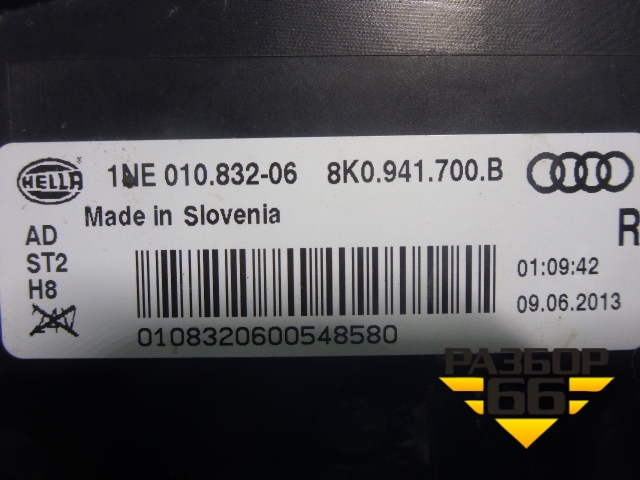 HELLA
1NE 010.832-06 8K0.941.700.B
Made in Slovenia
R
AD
ST2
H8
01:09:42
09.06.2013
0108320600548580
РАЗБОР
66